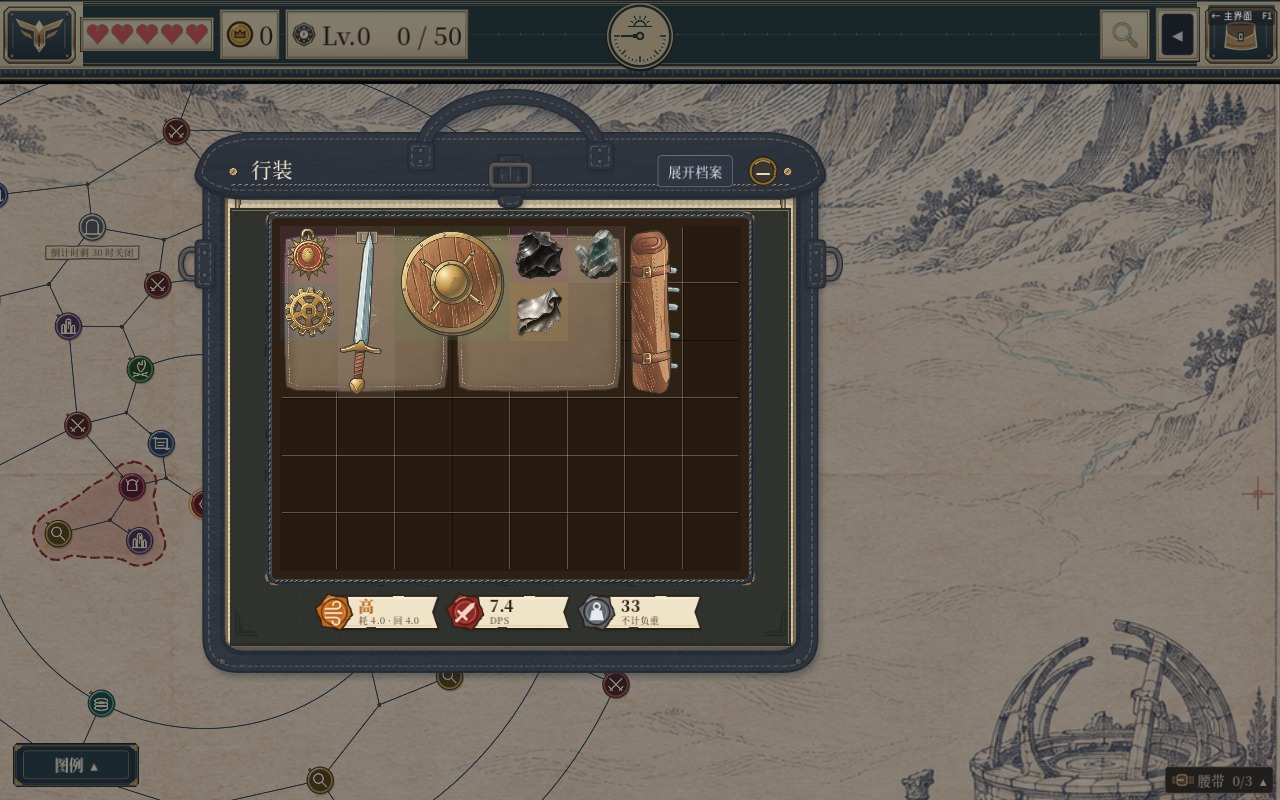 0
Lv.0 0 / 50
← 主界面 F1
行装
展开档案
倒计时剩 30 时关闭
高
耗 4.0 · 回 4.0
7.4
DPS
33
不计负重
图例 ▲
腰带 0/3 ▲